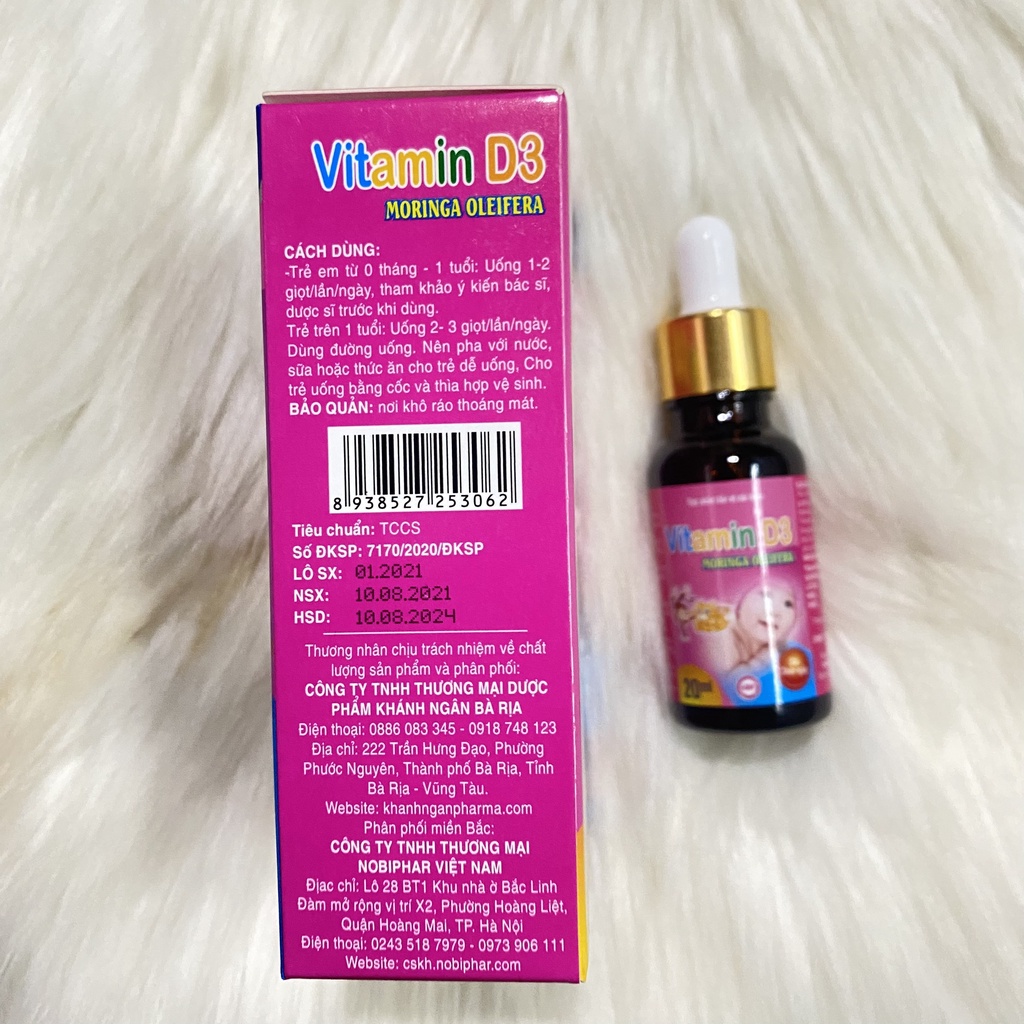 Vitamin D3
MORINGA OLEIFERA
CÁCH DÙNG:
-Trẻ em từ 0 tháng - 1 tuổi: Uống 1-2
giọt/lần/ngày, tham khảo ý kiến bác sĩ,
dược sĩ trước khi dùng.
Trẻ trên 1 tuổi: Uống 2- 3 giọt/lần/ngày.
Dùng đường uống. Nên pha với nước,
sữa hoặc thức ăn cho trẻ dễ uống, Cho
trẻ uống bằng cốc và thìa hợp vệ sinh.
BẢO QUẢN: nơi khô ráo thoáng mát.
8 938527 253062
Tiêu chuẩn: TCCS
Số ĐKSP: 7170/2020/ĐKSP
LÔ SX: 01.2021
NSX: 10.08.2021
HSD: 10.08.2024
Thương nhân chịu trách nhiệm về chất
lượng sản phẩm và phân phối:
CÔNG TY TNHH THƯƠNG MẠI DƯỢC
PHẨM KHÁNH NGÂN BÀ RỊA
Điện thoại: 0886 083 345 - 0918 748 123
Địa chỉ: 222 Trần Hưng Đạo, Phường
Phước Nguyên, Thành phố Bà Rịa, Tỉnh
Bà Rịa - Vũng Tàu.
Website: khanhnganpharma.com
Phân phối miền Bắc:
CÔNG TY TNHH THƯƠNG MẠI
NOBIPHAR VIỆT NAM
Địac chỉ: Lô 28 BT1 Khu nhà ở Bắc Linh
Đàm mở rộng vị trí X2, Phường Hoàng Liệt,
Quận Hoàng Mai, TP. Hà Nội
Điện thoại: 0243 518 7979 - 0973 906 111
Website: cskh.nobiphar.com
Vitamin D3
MORINGA OLEIFERA
20ml